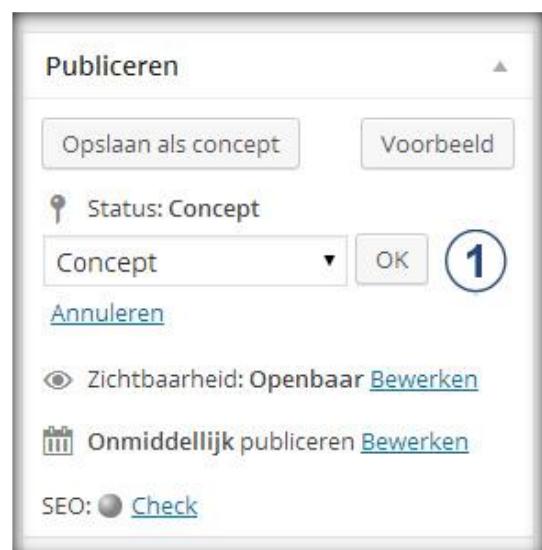 Publiceren
Opslaan als concept Voorbeeld
Status: Concept
Concept OK 1
Annuleren
Zichtbaarheid: Openbaar Bewerken
Onmiddellijk publiceren Bewerken
SEO: Check